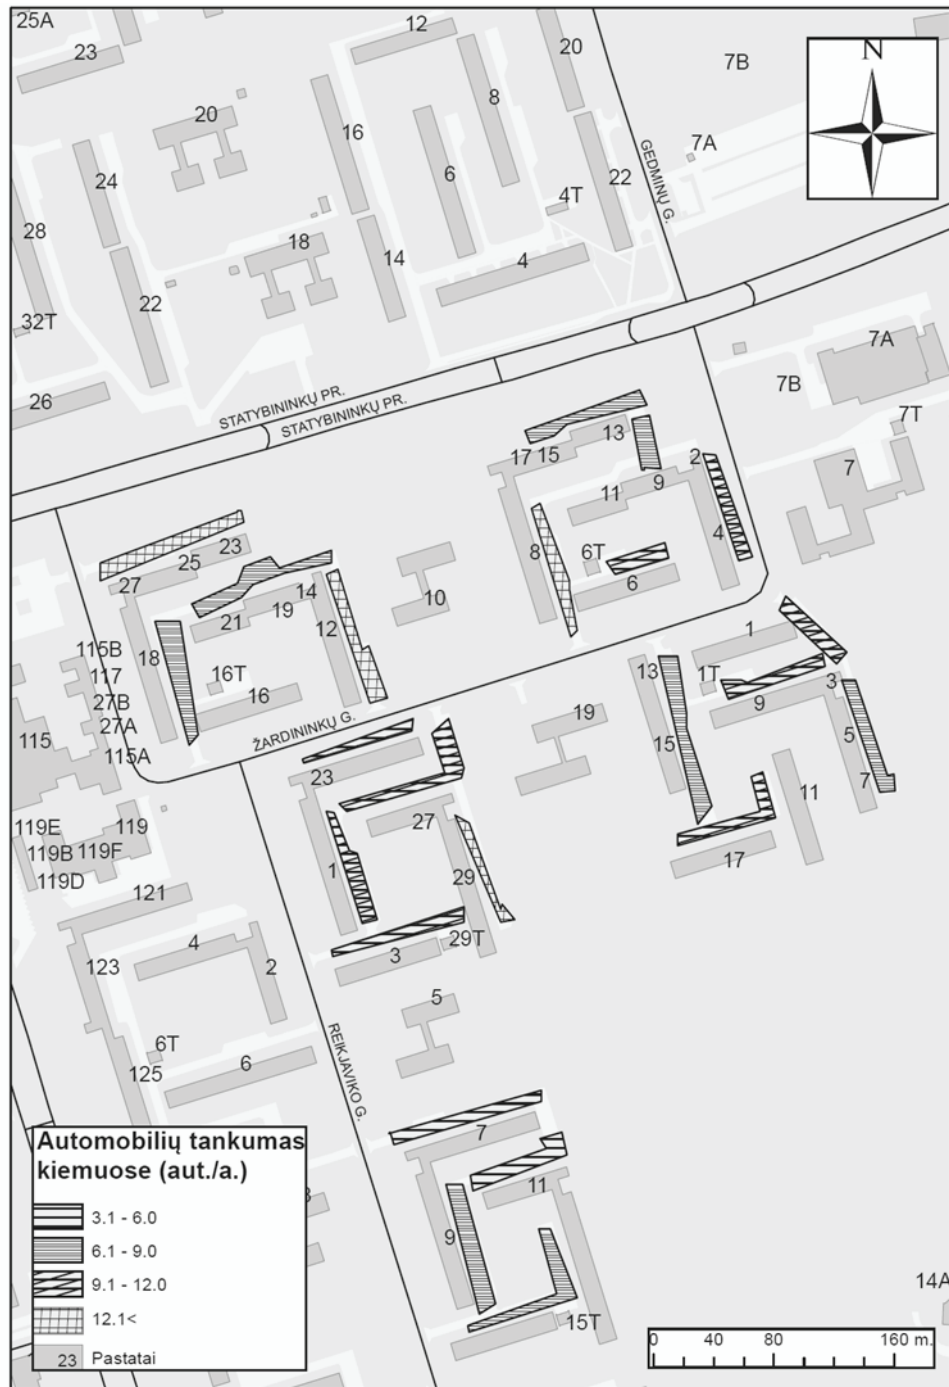 25A
12
23
20
7B
N
8
20
16
7A
GEDMINŲ G.
24
6
22
4T
28
18
14
4
22
32T
7A
26
STATYBININKŲ PR.
STATYBININKŲ PR.
7B
7T
13
17 15
2
9
7
11
4
23
25
8
6T
27
14
6
10
19
21
12
1
115B
18
16T
13
1T
3
117
16
9
27B
19
27A
ŽARDININKŲ G.
15
5
115
115A
23
11
7
119E
119
27
119B
119F
17
119D
1
29
121
29T
4
3
123
2
5
6T
REIKJAVIKO G.
6
125
7
Automobilių tankumas
kiemuose (aut./a.)
11
3.1 - 6.0
6.1 - 9.0
9
9.1 - 12.0
14A
12.1<
15T
23 Pastatai
0 40 80 160 m.